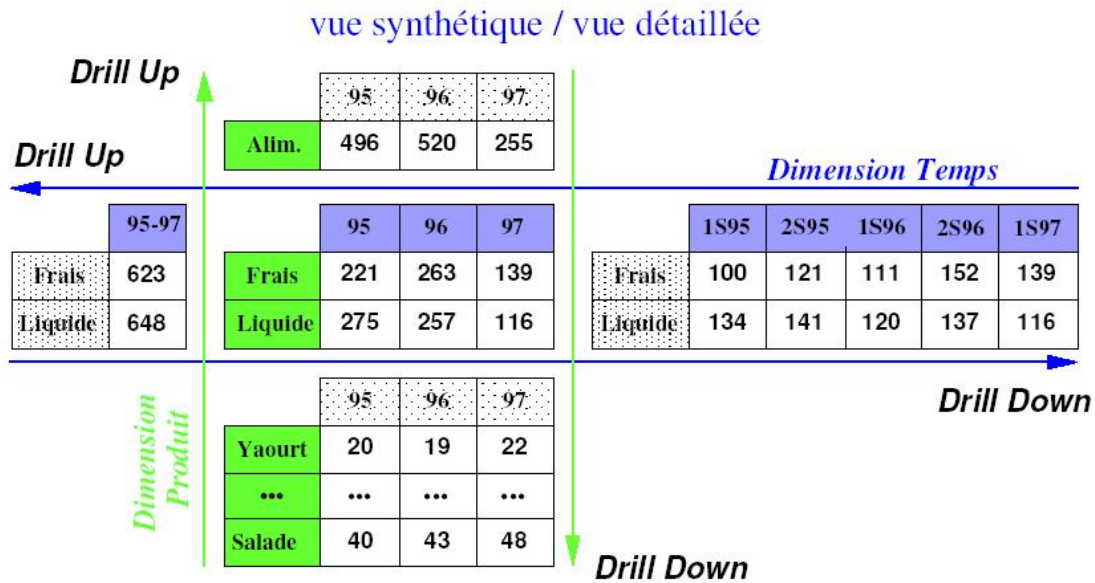 vue synthétique / vue détaillée
Drill Up
95 96 97
Alim. 496 520 255
Drill Up
Dimension Temps
95-97
Frais 623
Liquide 648
95 96 97
Frais 221 263 139
Liquide 275 257 116
1S95 2S95 1S96 2S96 1S97
Frais 100 121 111 152 139
Liquide 134 141 120 137 116
Drill Down
Dimension
Produit
95 96 97
Yaourt 20 19 22
... ... ... ...
Salade 40 43 48
Drill Down